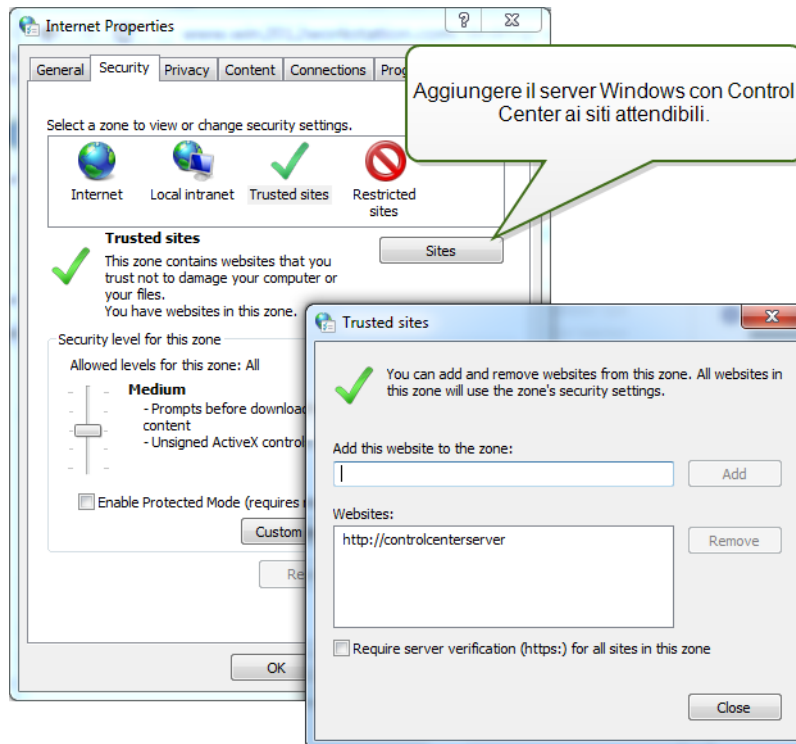 Internet Properties
General Security Privacy Content Connections
Aggiungere il server Windows con Control
Center ai siti attendibili.
Select a zone to view or change security settings.
Internet
Local intranet
Trusted sites
Restricted
sites
Trusted sites
This zone contains websites that you
trust not to damage your computer or
your files.
You have websites in this zone.
Sites
Security level for this zone
Allowed levels for this zone: All
Medium
- Prompts before
content
- Unsigned ActiveX
Enable Protected Mode (requires
Custom
OK
Trusted sites
You can add and remove websites from this zone. All websites in
this zone will use the zone's security settings.
Add this website to the zone:
Add
Websites:
http://controlcenterserver
Remove
Require server verification (https:) for all sites in this zone
Close